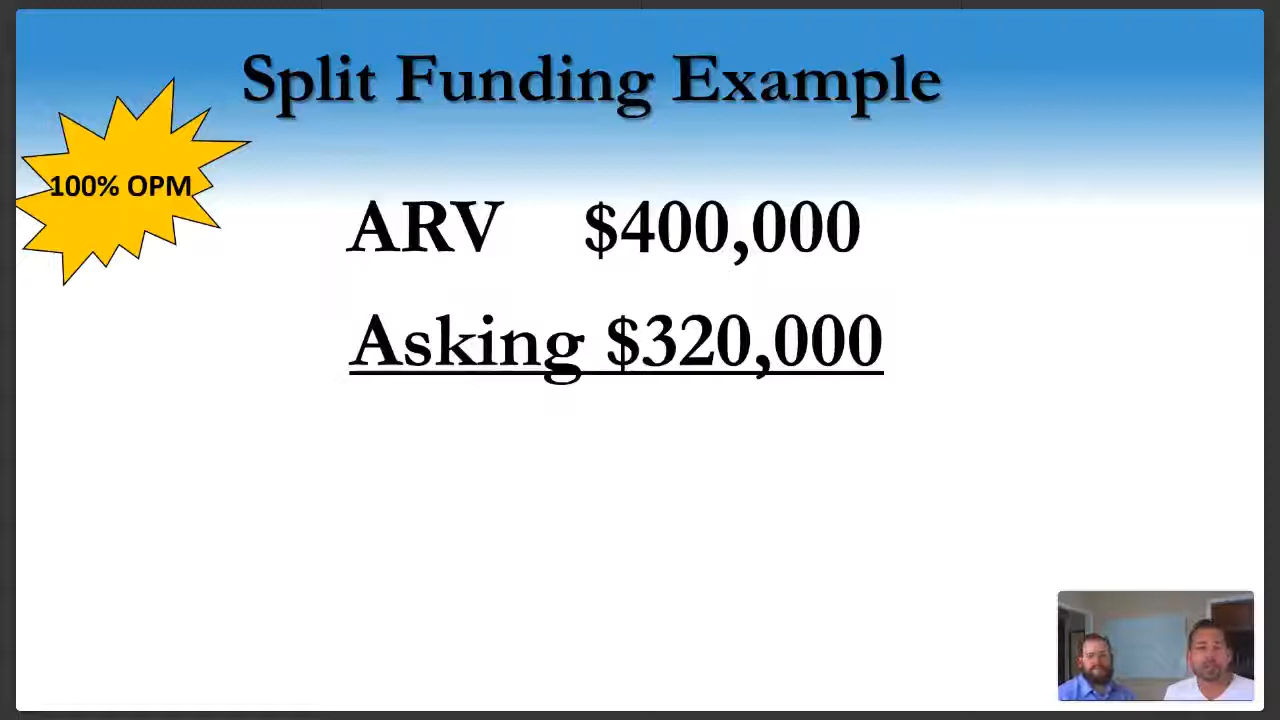 Split Funding Example
100% OPM
ARV $400,000
Asking $320,000